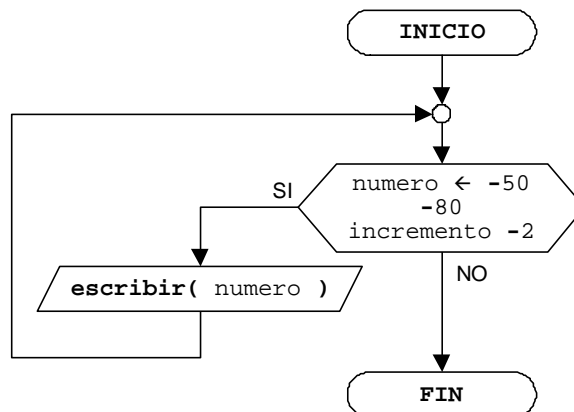 INICIO
numero ← -50
-80
incremento -2
SI
escribir( numero )
NO
FIN